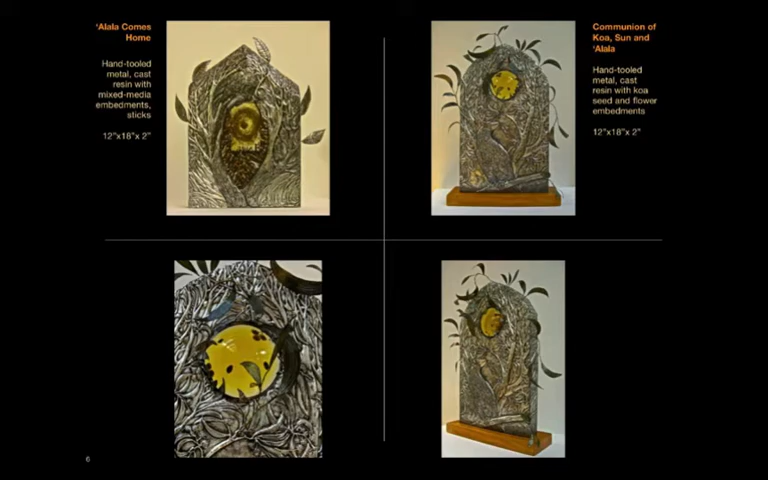 ‘Alala Comes
Home
Hand-tooled
metal, cast
resin with
mixed-media
embedments,
sticks
12”x18”x 2”
Communion of
Koa, Sun and
‘Alala
Hand-tooled
metal, cast
resin with koa
seed and flower
embedments
12”x18”x 2”
6